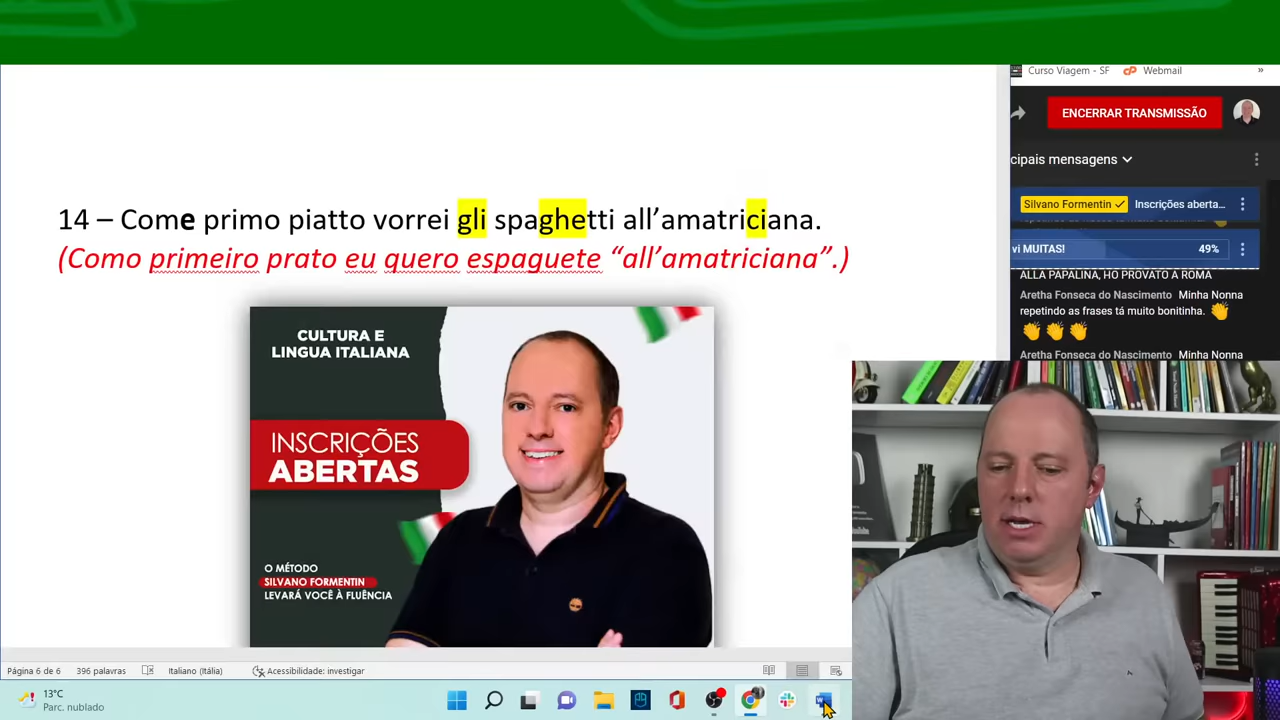 Curso Viagem - SF
Webmail
»
ENCERRAR TRANSMISSÃO
cipais mensagens
Silvano Formentin Inscrições aberta...
vi MUITAS! 49%
ALLA PAPALINA, HO PROVATO A ROMA
Aretha Fonseca do Nascimento Minha Nonna
repetindo as frases tá muito bonitinha.
Aretha Fonseca do Nascimento Minha Nonna
14 – Come primo piatto vorrei gli spaghetti all’amatriciana.
(Como primeiro prato eu quero espaguete “all’amatriciana”.)
CULTURA E
LINGUA ITALIANA
INSCRIÇÕES
ABERTAS
O MÉTODO
SILVANO FORMENTIN
LEVARÁ VOCÊ À FLUÊNCIA
Página 6 de 6 396 palavras Italiano (Itália) Acessibilidade: investigar
13°C
Parc. nublado